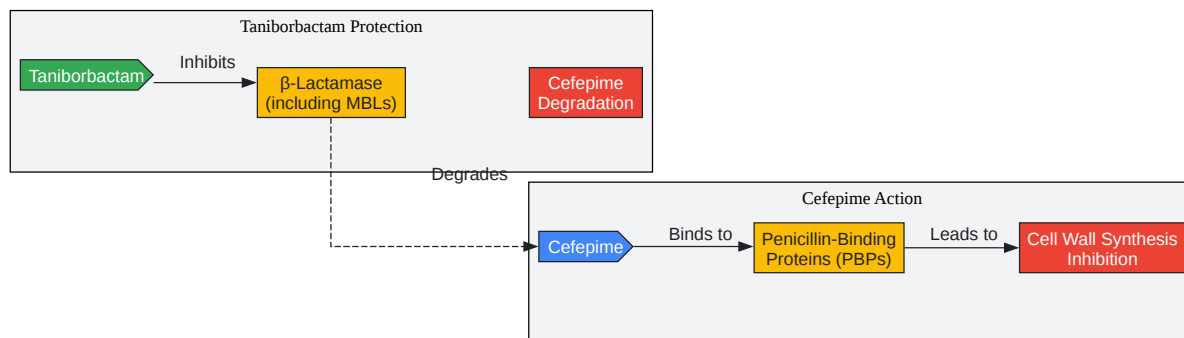 Taniborbactam Protection
Taniborbactam
Inhibits
β-Lactamase
(including MBLs)
Cefepime
Degradation
Degrades
Cefepime Action
Cefepime
Binds to
Penicillin-Binding
Proteins (PBPs)
Leads to
Cell Wall Synthesis
Inhibition